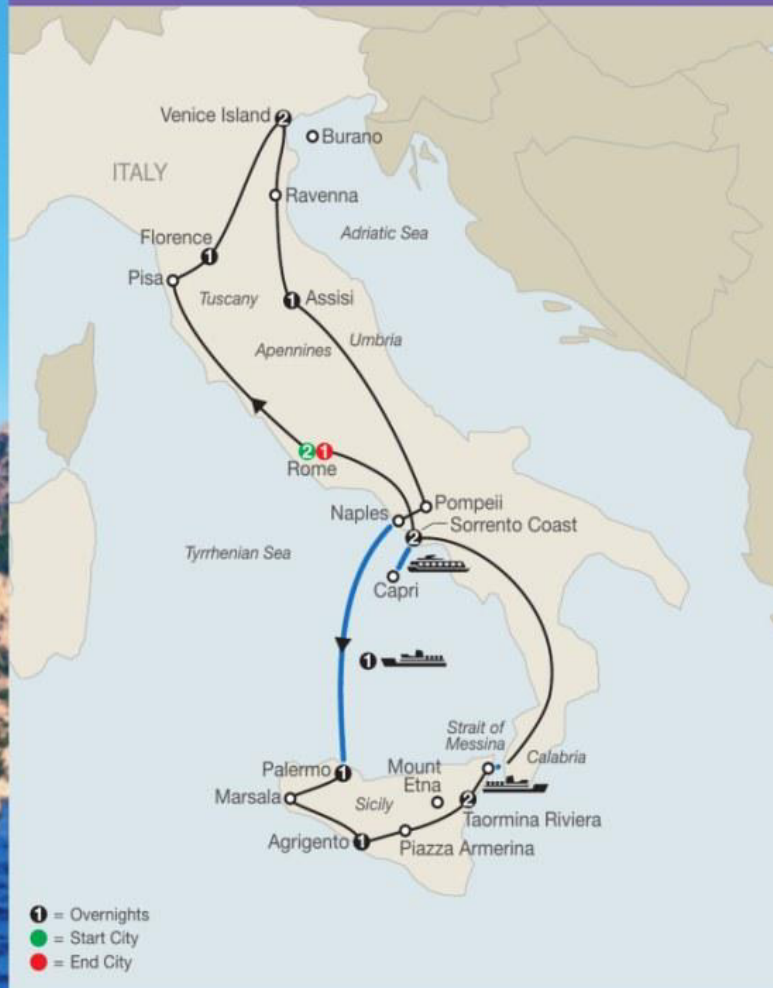 Venice Island 2
Burano
ITALY
Ravenna
Florence
1
Adriatic Sea
Pisa
Tuscany
1 Assisi
Umbria
Apennines
2 1
Rome
Naples
Pompeii
Sorrento Coast
2
Tyrrhenian Sea
Capri
1
Strait of
Messina
Calabria
Palermo 1
Mount
Etna
Marsala
Sicily
2
Taormina Riviera
Agrigento 1
Piazza Armerina
1 = Overnights
= Start City
= End City